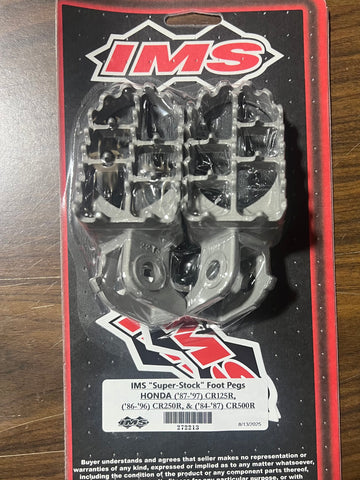 IMS
IMS "Super-Stock" Foot Pegs
HONDA ('87-'97) CR125R,
('86-'96) CR250R, & ('84-'87) CR500R
IMS
272213
8/13/2025
Buyer understands and agrees that seller makes no representation or
warranties of any kind, expressed or implied as to any matter whatsoever,
including the condition of the product or any component parts thereof,